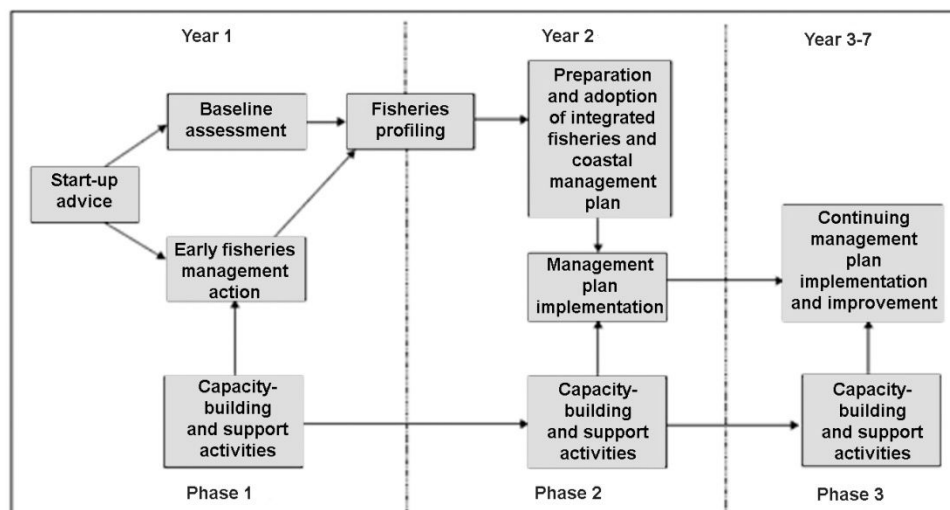 Year 1
Year 2
Year 3-7
Baseline
assessment
Fisheries
profiling
Preparation
and adoption
of integrated
fisheries and
coastal
management
plan
Start-up
advice
Early fisheries
management
action
Management
plan
implementation
Continuing
management
plan
implementation
and improvement
Capacity-
building
and support
activities
Capacity-
building
and support
activities
Capacity-
building
and support
activities
Phase 1
Phase 2
Phase 3